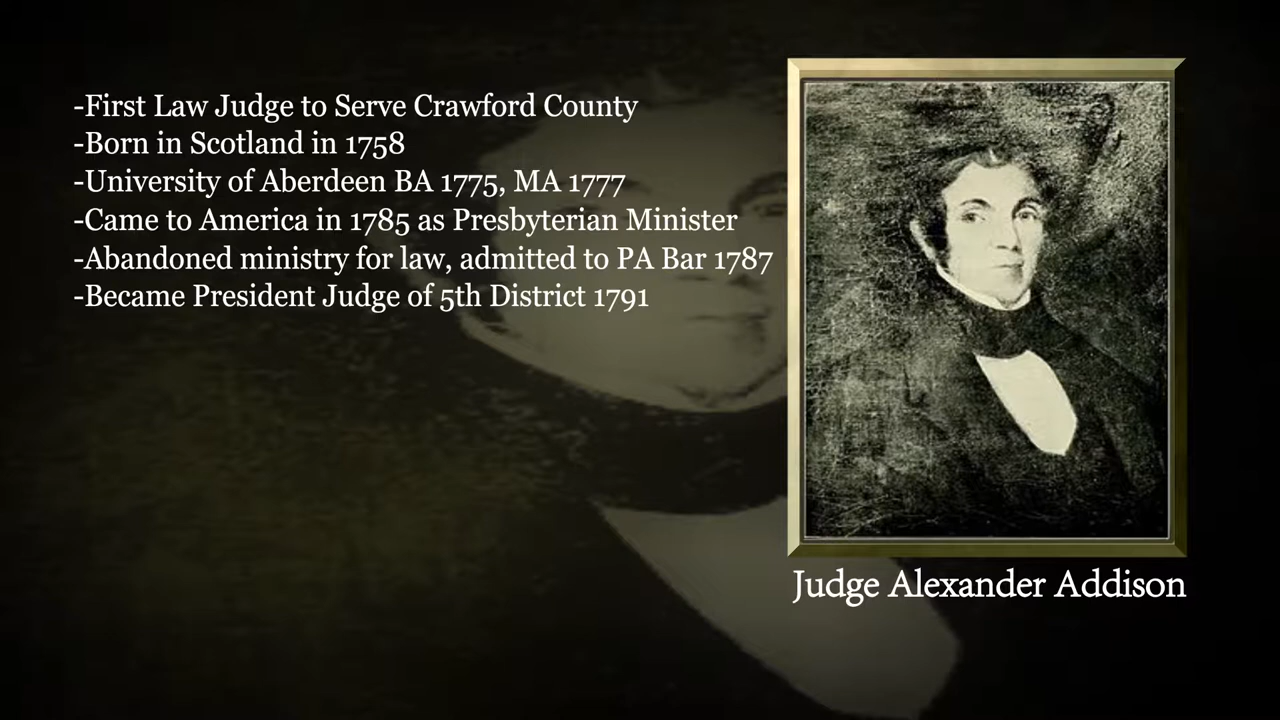 -First Law Judge to Serve Crawford County
-Born in Scotland in 1758
-University of Aberdeen BA 1775, MA 1777
-Came to America in 1785 as Presbyterian Minister
-Abandoned ministry for law, admitted to PA Bar 1787
-Became President Judge of 5th District 1791
Judge Alexander Addison